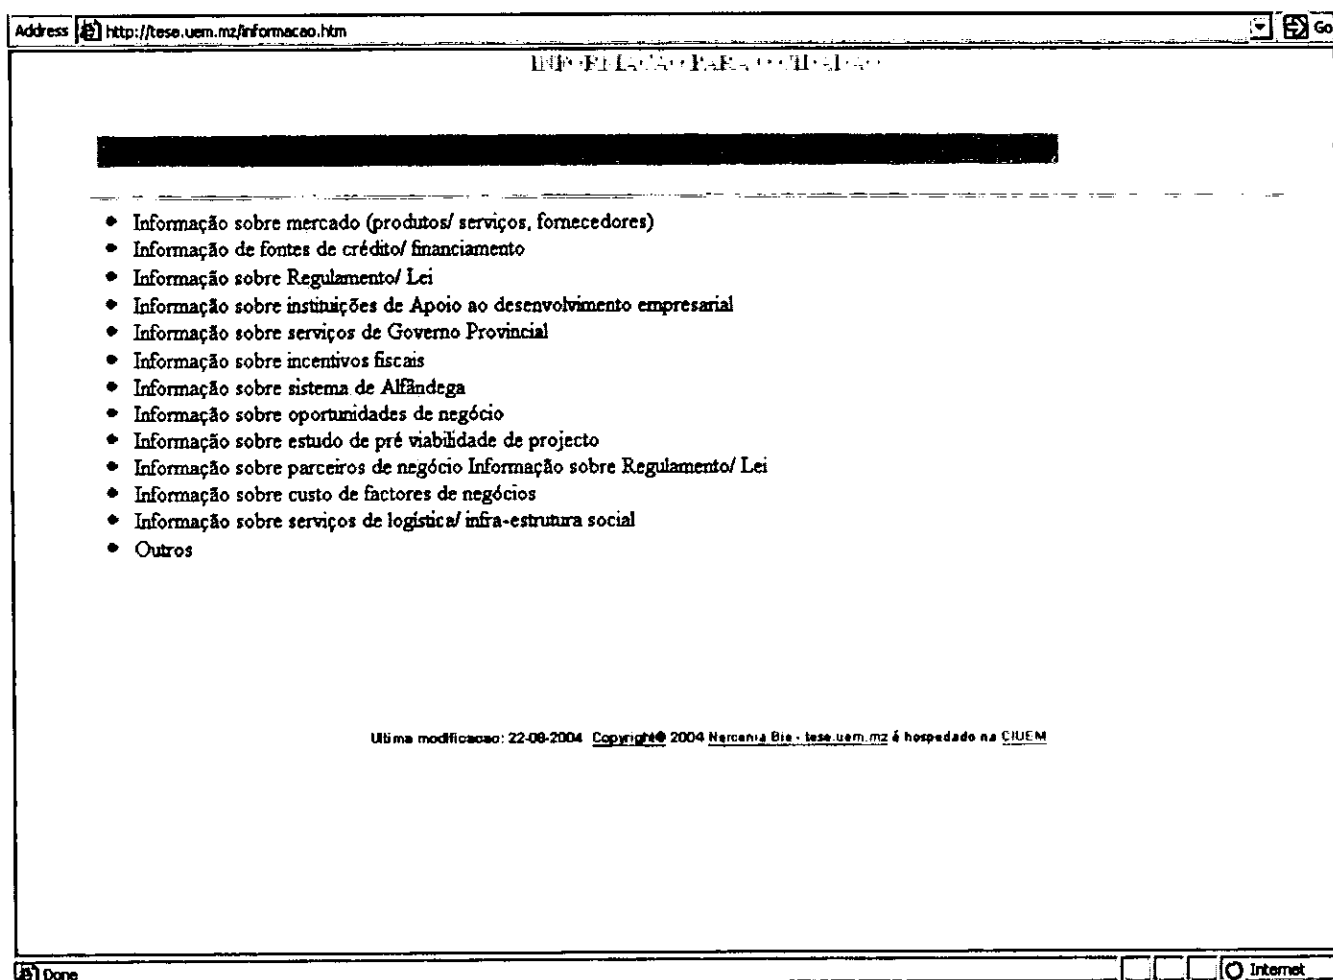 Address http://tese.uem.mz/informacao.htm Go
INFORMAÇÃO PARA
• Informação sobre mercado (produtos/ serviços, fornecedores)
• Informação de fontes de crédito/ financiamento
• Informação sobre Regulamento/ Lei
• Informação sobre instituições de Apoio ao desenvolvimento empresarial
• Informação sobre serviços de Governo Provincial
• Informação sobre incentivos fiscais
• Informação sobre sistema de Alfândega
• Informação sobre oportunidades de negócio
• Informação sobre estudo de pré viabilidade de projecto
• Informação sobre parceiros de negócio Informação sobre Regulamento/ Lei
• Informação sobre custo de factores de negócios
• Informação sobre serviços de logística/ infra-estrutura social
• Outros
Ultima modificacao: 22-08-2004 Copyright© 2004 Nercania Bie - tese.uem.mz é hospedado na CIUEM
Done Internet